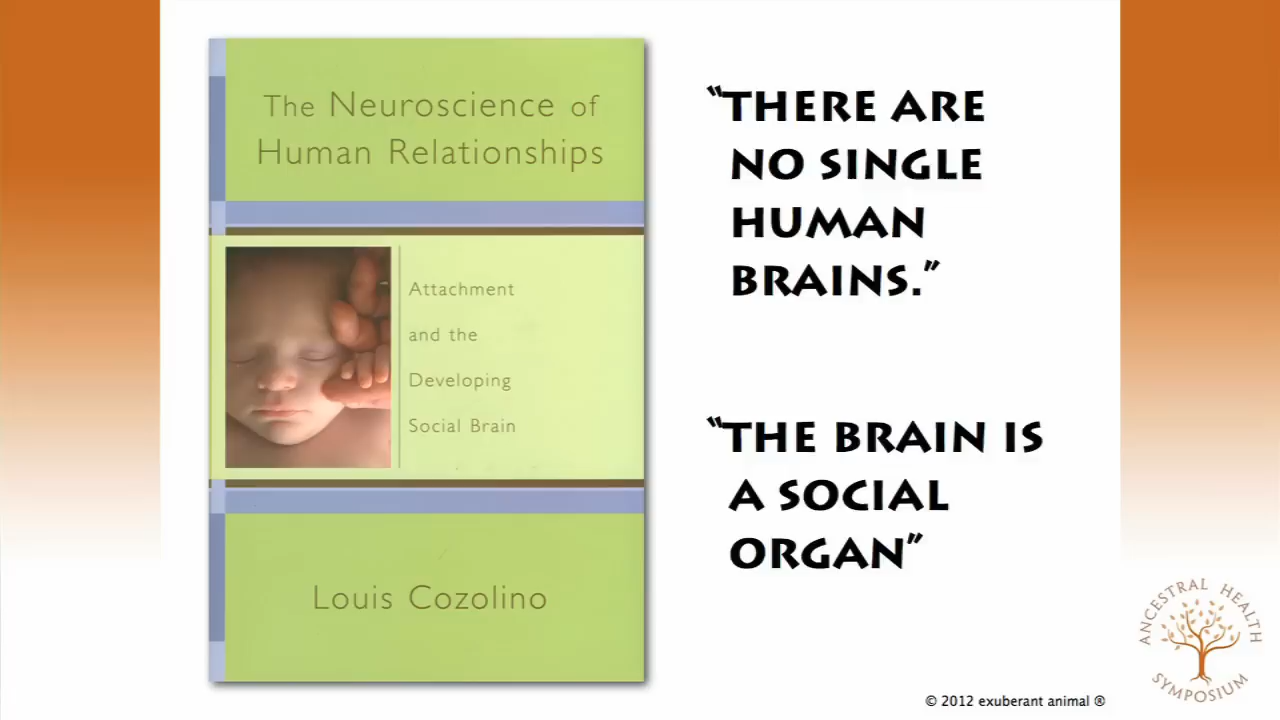 The Neuroscience of
Human Relationships
Attachment
and the
Developing
Social Brain
Louis Cozolino
“THERE ARE
NO SINGLE
HUMAN
BRAINS.”
“THE BRAIN IS
A SOCIAL
ORGAN”
ANCESTRAL HEALTH
SYMPOSIUM
© 2012 exuberant animal ®